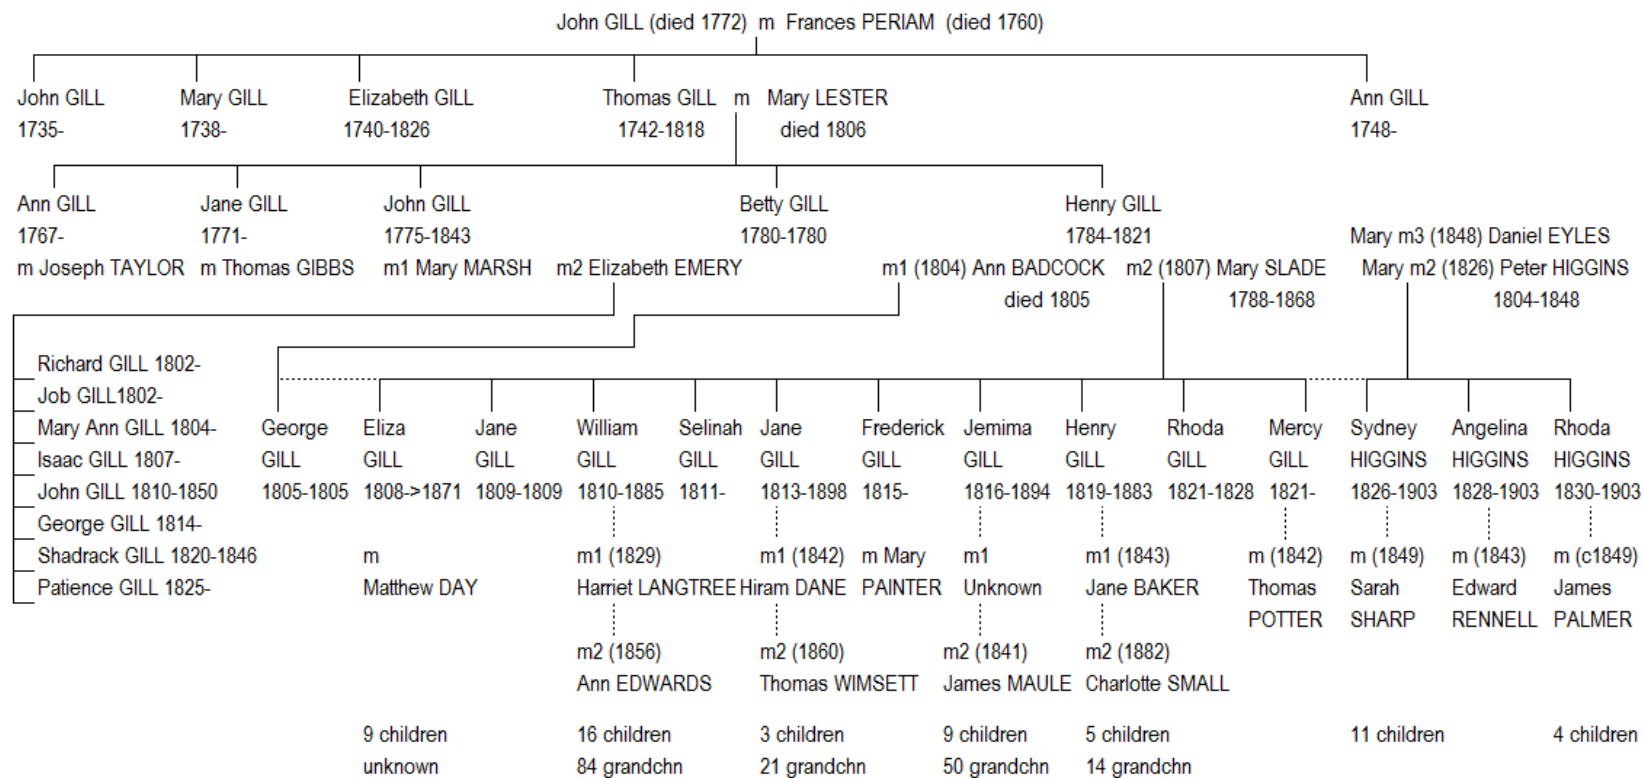 John GILL (died 1772) m Frances PERIAM (died 1760)
John GILL Mary GILL Elizabeth GILL Thomas GILL m Mary LESTER Ann GILL
1735- 1738- 1740-1826 1742-1818 died 1806 1748-
Ann GILL Jane GILL John GILL Betty GILL Henry GILL
1767- 1771- 1775-1843 1780-1780 1784-1821 Mary m3 (1848) Daniel EYLES
m Joseph TAYLOR m Thomas GIBBS m1 Mary MARSH m2 Elizabeth EMERY m1 (1804) Ann BADCOCK m2 (1807) Mary SLADE Mary m2 (1826) Peter HIGGINS
died 1805 1788-1868 1804-1848
Richard GILL 1802-
Job GILL1802-
Mary Ann GILL 1804- George Eliza Jane William Selinah Jane Frederick Jemima Henry Rhoda Mercy Sydney Angelina Rhoda
Isaac GILL 1807- GILL GILL GILL GILL GILL GILL GILL GILL GILL GILL GILL HIGGINS HIGGINS HIGGINS
John GILL 1810-1850 1805-1805 1808->1871 1809-1809 1810-1885 1811- 1813-1898 1815- 1816-1894 1819-1883 1821-1828 1821- 1826-1903 1828-1903 1830-1903
George GILL 1814-
Shadrack GILL 1820-1846 m m1 (1829) m1 (1842) m Mary m1 m1 (1843) m (1842) m (1849) m (1843) m (c1849)
Patience GILL 1825- Matthew DAY Harriet LANGTREE Hiram DANE PAINTER Unknown Jane BAKER Thomas Sarah Edward James
POTTER SHARP RENNELL PALMER
m2 (1856) m2 (1860) m2 (1841) m2 (1882)
Ann EDWARDS Thomas WIMSETT James MAULE Charlotte SMALL
9 children 16 children 3 children 9 children 5 children 11 children 4 children
unknown 84 grandchn 21 grandchn 50 grandchn 14 grandchn